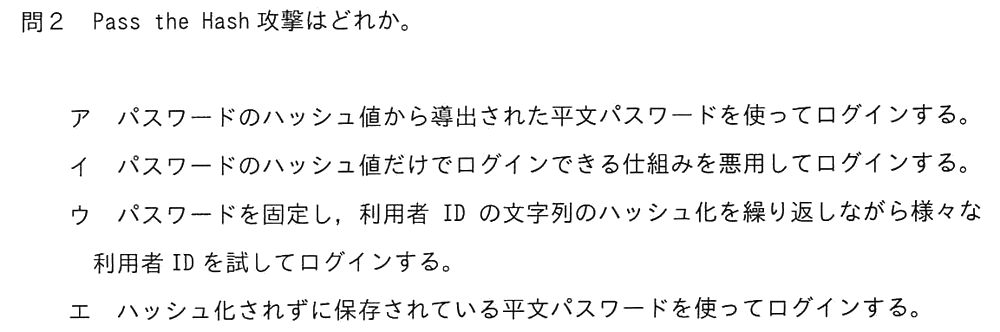 問2　Pass the Hash 攻撃はどれか。
ア　パスワードのハッシュ値から導出された平文パスワードを使ってログインする。
イ　パスワードのハッシュ値だけでログインできる仕組みを悪用してログインする。
ウ　パスワードを固定し，利用者 ID の文字列のハッシュ化を繰り返しながら様々な
利用者 ID を試してログインする。
エ　ハッシュ化されずに保存されている平文パスワードを使ってログインする。